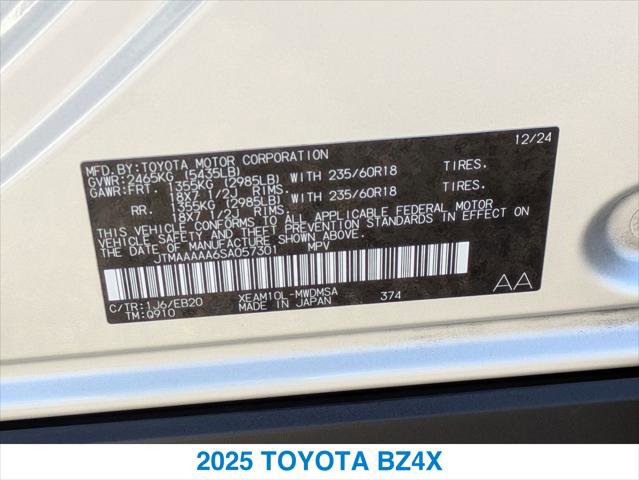 12/24
MFD.BY:TOYOTA MOTOR CORPORATION
GVWR:2465KG (5435LB)
GAWR:FRT. 1355KG (2985LB) WITH 235/60R18 TIRES.
18X7 1/2J RIMS.
RR. 1355KG (2985LB) WITH 235/60R18 TIRES.
18X7 1/2J RIMS.
THIS VEHICLE CONFORMS TO ALL APPLICABLE FEDERAL MOTOR
VEHICLE SAFETY AND THEFT PREVENTION STANDARDS IN EFFECT ON
THE DATE OF MANUFACTURE SHOWN ABOVE.
JTMAAAAA6SA057301 MPV
C/TR:1J6/EB20 XEAM10L-MWDMSA 374
TM:Q910 MADE IN JAPAN
AA
2025 TOYOTA BZ4X